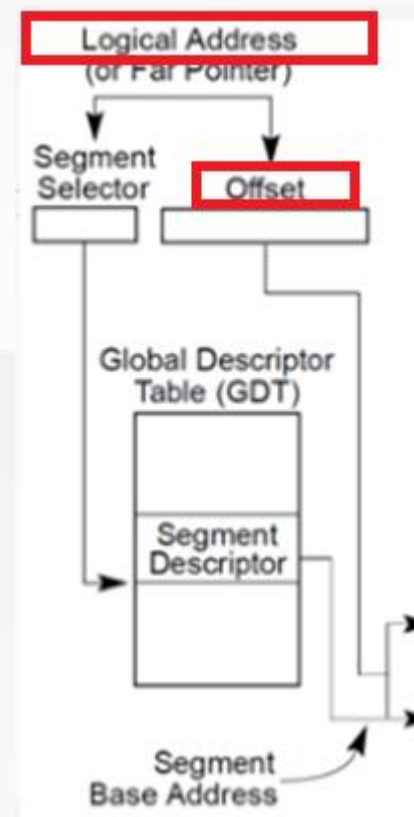 Logical Address
(or Far Pointer)
Segment
Selector
Offset
Global Descriptor
Table (GDT)
Segment
Descriptor
Segment
Base Address